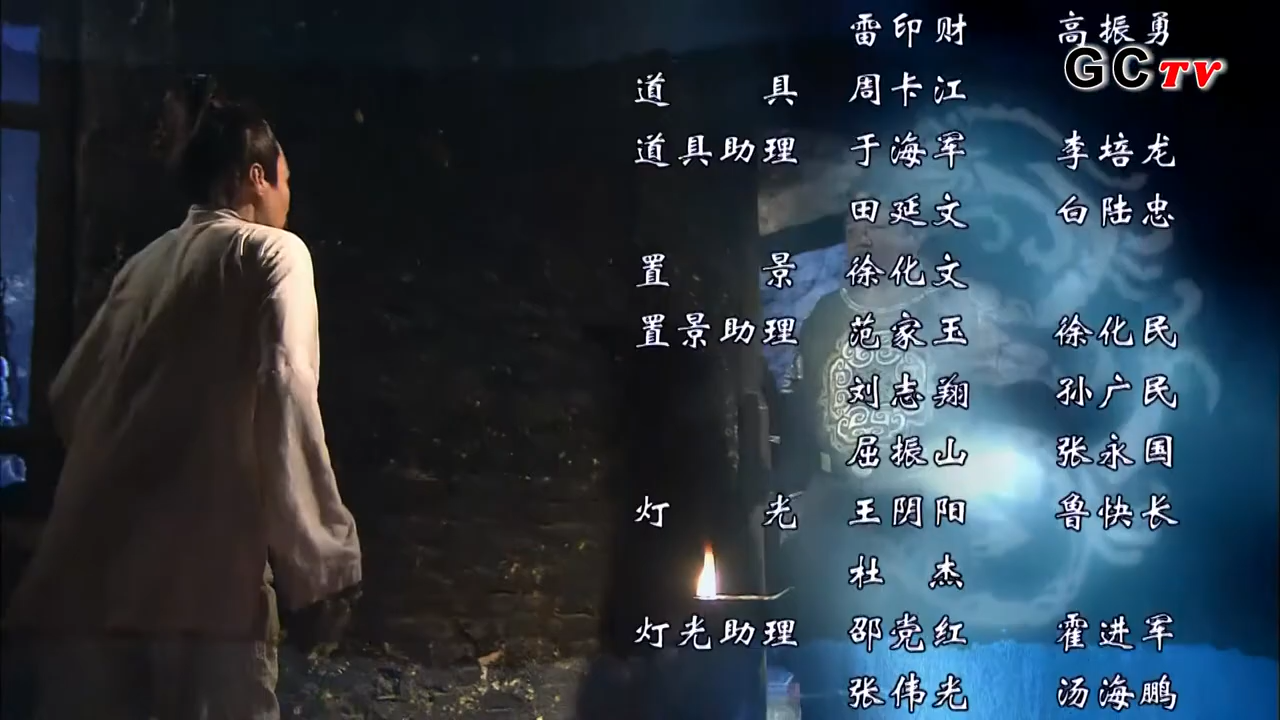 雷印财 高振勇
GCTV
道具 周卡江
道具助理 于海军 李培龙
田延文 白陆忠
置景 徐化文
置景助理 范家玉 徐化民
刘志翔 孙广民
屈振山 张永国
灯光 王阴阳 鲁快长
杜杰
灯光助理 邵党红 霍进军
张伟光 汤海鹏